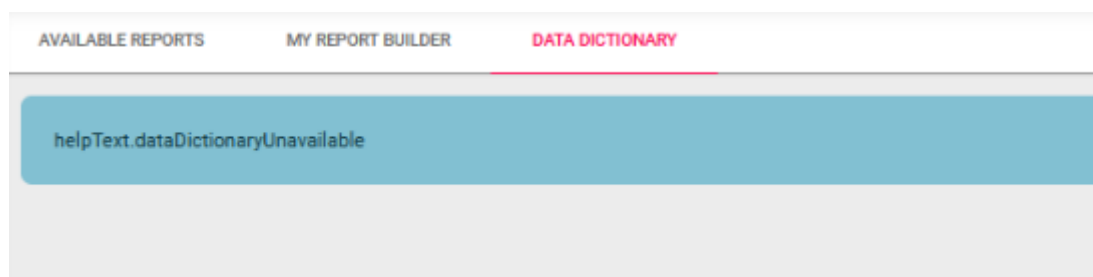 AVAILABLE REPORTS MY REPORT BUILDER DATA DICTIONARY
helpText.dataDictionaryUnavailable